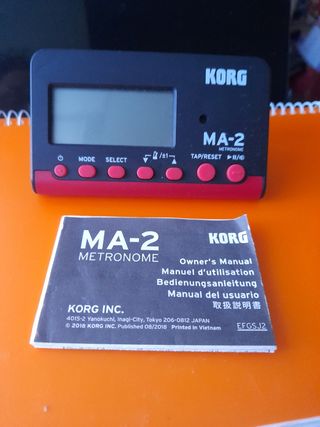 KORG
MA-2
METRONOME
MODE SELECT /±1 TAP/RESET
MA-2
METRONOME
KORG
Owner's Manual
Manuel d'utilisation
Bedienungsanleitung
Manual del usuario
取扱説明書
KORG INC.
4015-2 Yanokuchi, Inagi-City, Tokyo 206-0812 JAPAN
© 2018 KORG INC. Published 08/2018 Printed in Vietnam
EFGSJ2